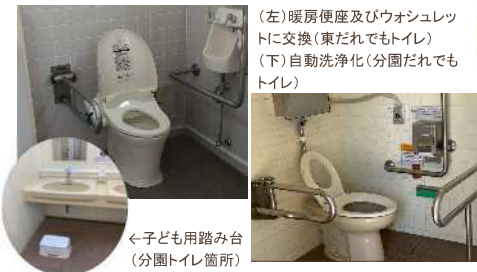 （左）暖房便座及びウォシュレッ
トに交換（東だれでもトイレ）
（下）自動洗浄化（分園だれでも
トイレ）
←子ども用踏み台
（分園トイレ箇所）